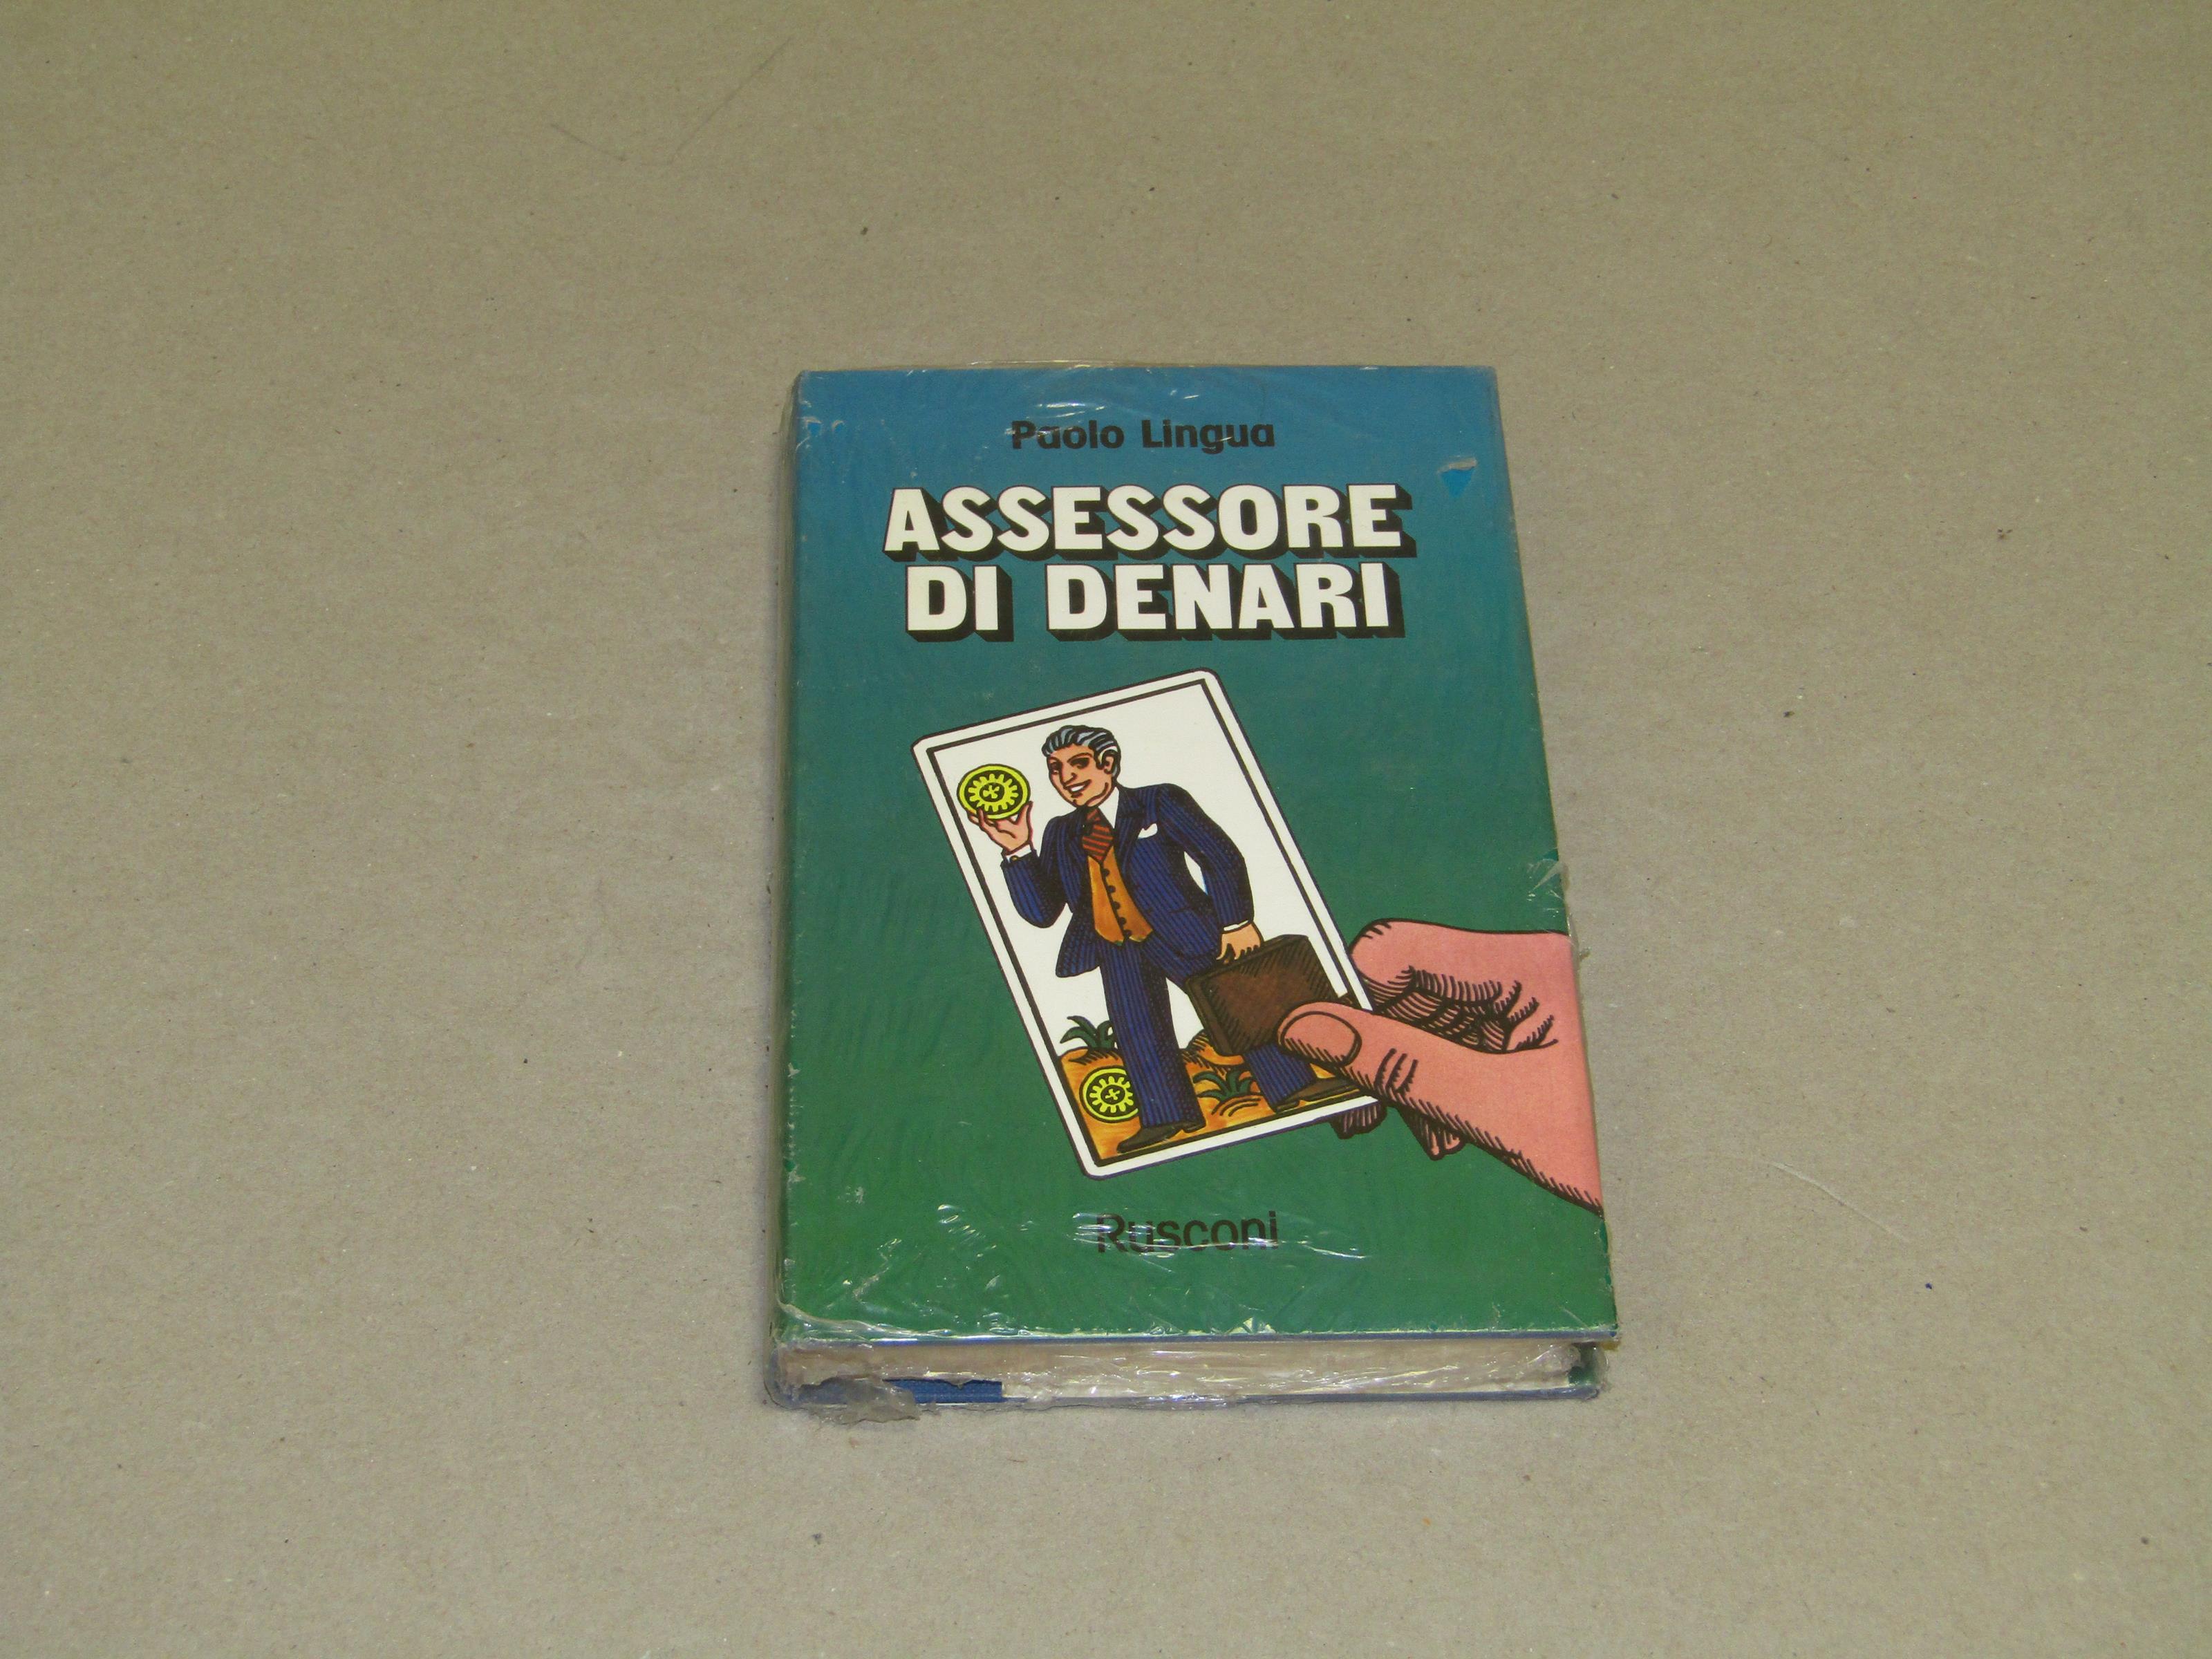 Paolo Lingua
ASSESSORE
DI DENARI
Rusconi